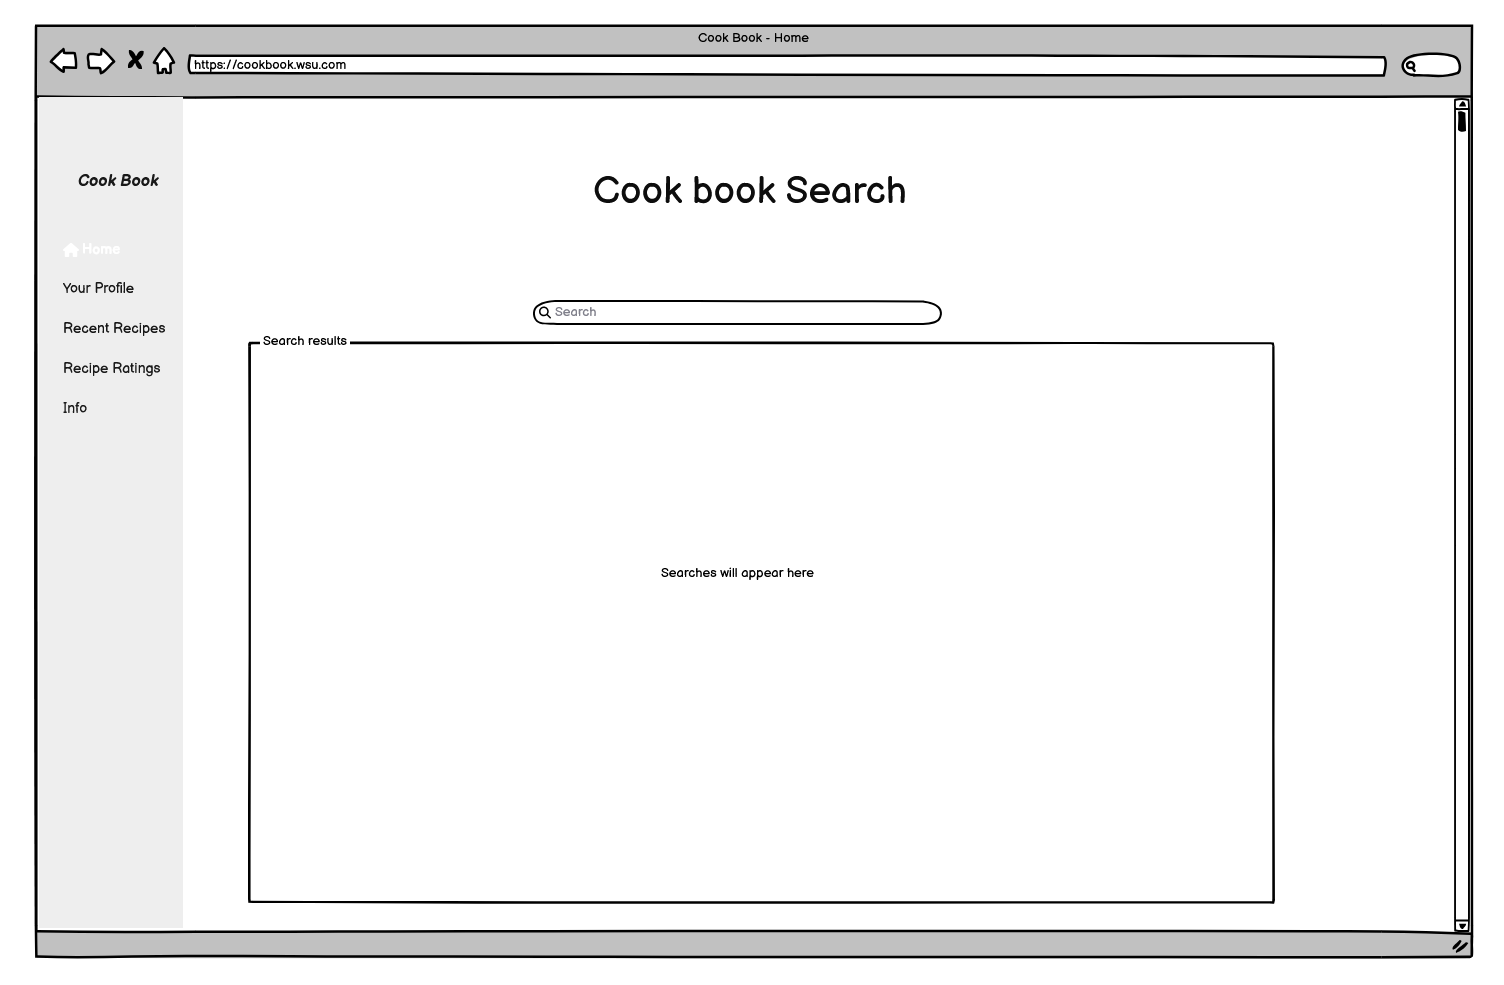 Cook Book - Home
https://cookbook.wsu.com
Cook Book
Home
Your Profile
Recent Recipes
Recipe Ratings
Info
Cook book Search
Search
Search results
Searches will appear here